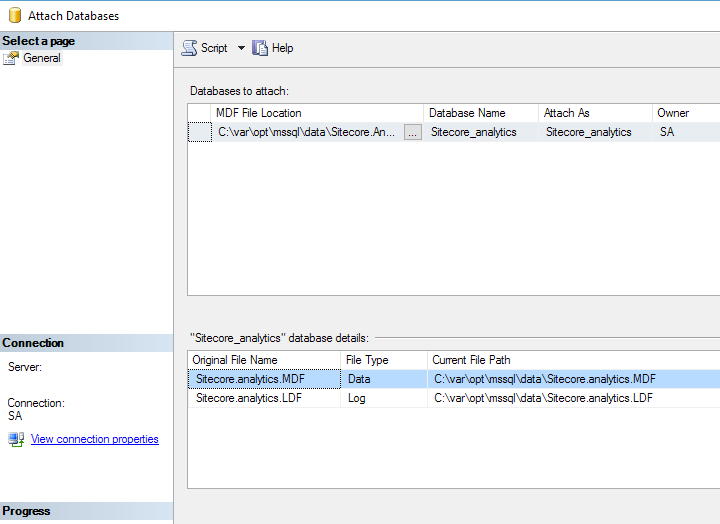 Attach Databases
Select a page
General
Script Help
Databases to attach:
MDF File Location Database Name Attach As Owner
C:\var\opt\mssql\data\Sitecore.An... ... Sitecore_analytics Sitecore_analytics SA
"Sitecore_analytics" database details:
Original File Name File Type Current File Path
Sitecore.analytics.MDF Data C:\var\opt\mssql\data\Sitecore.analytics.MDF
Sitecore.analytics.LDF Log C:\var\opt\mssql\data\Sitecore.analytics.LDF
Connection
Server:
Connection:
SA
View connection properties
Progress